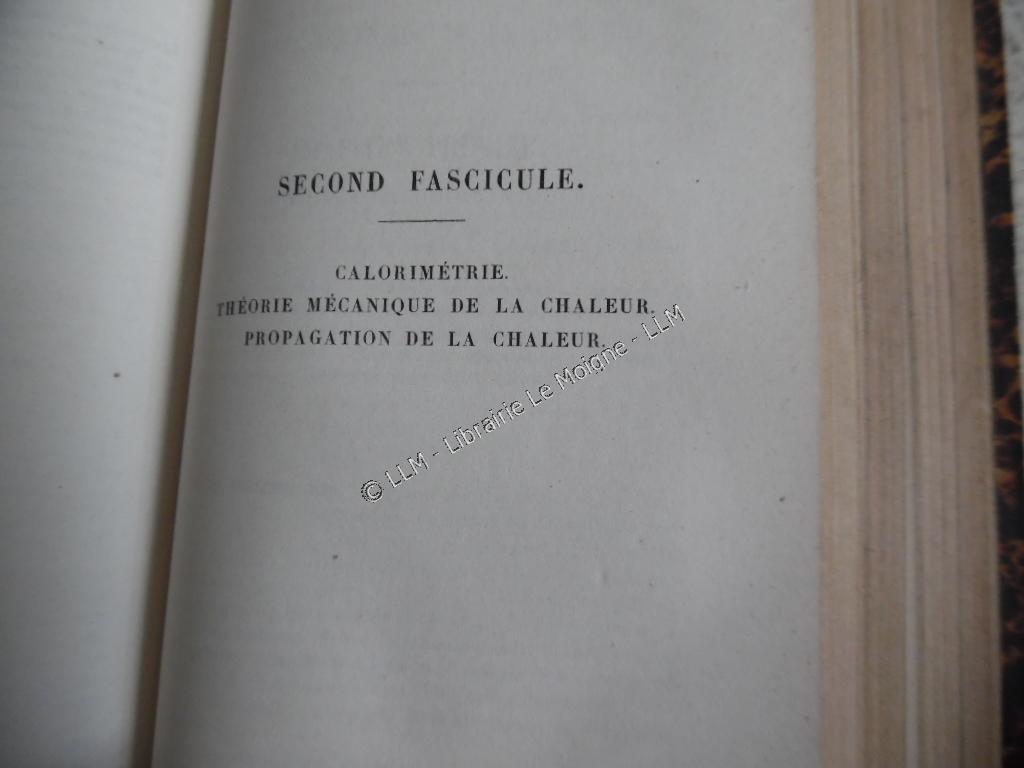 SECOND FASCICULE.
CALORIMÉTRIE.
THÉORIE MÉCANIQUE DE LA CHALEUR.
PROPAGATION DE LA CHALEUR.
© LLM - Librairie Le Moigne - LLM